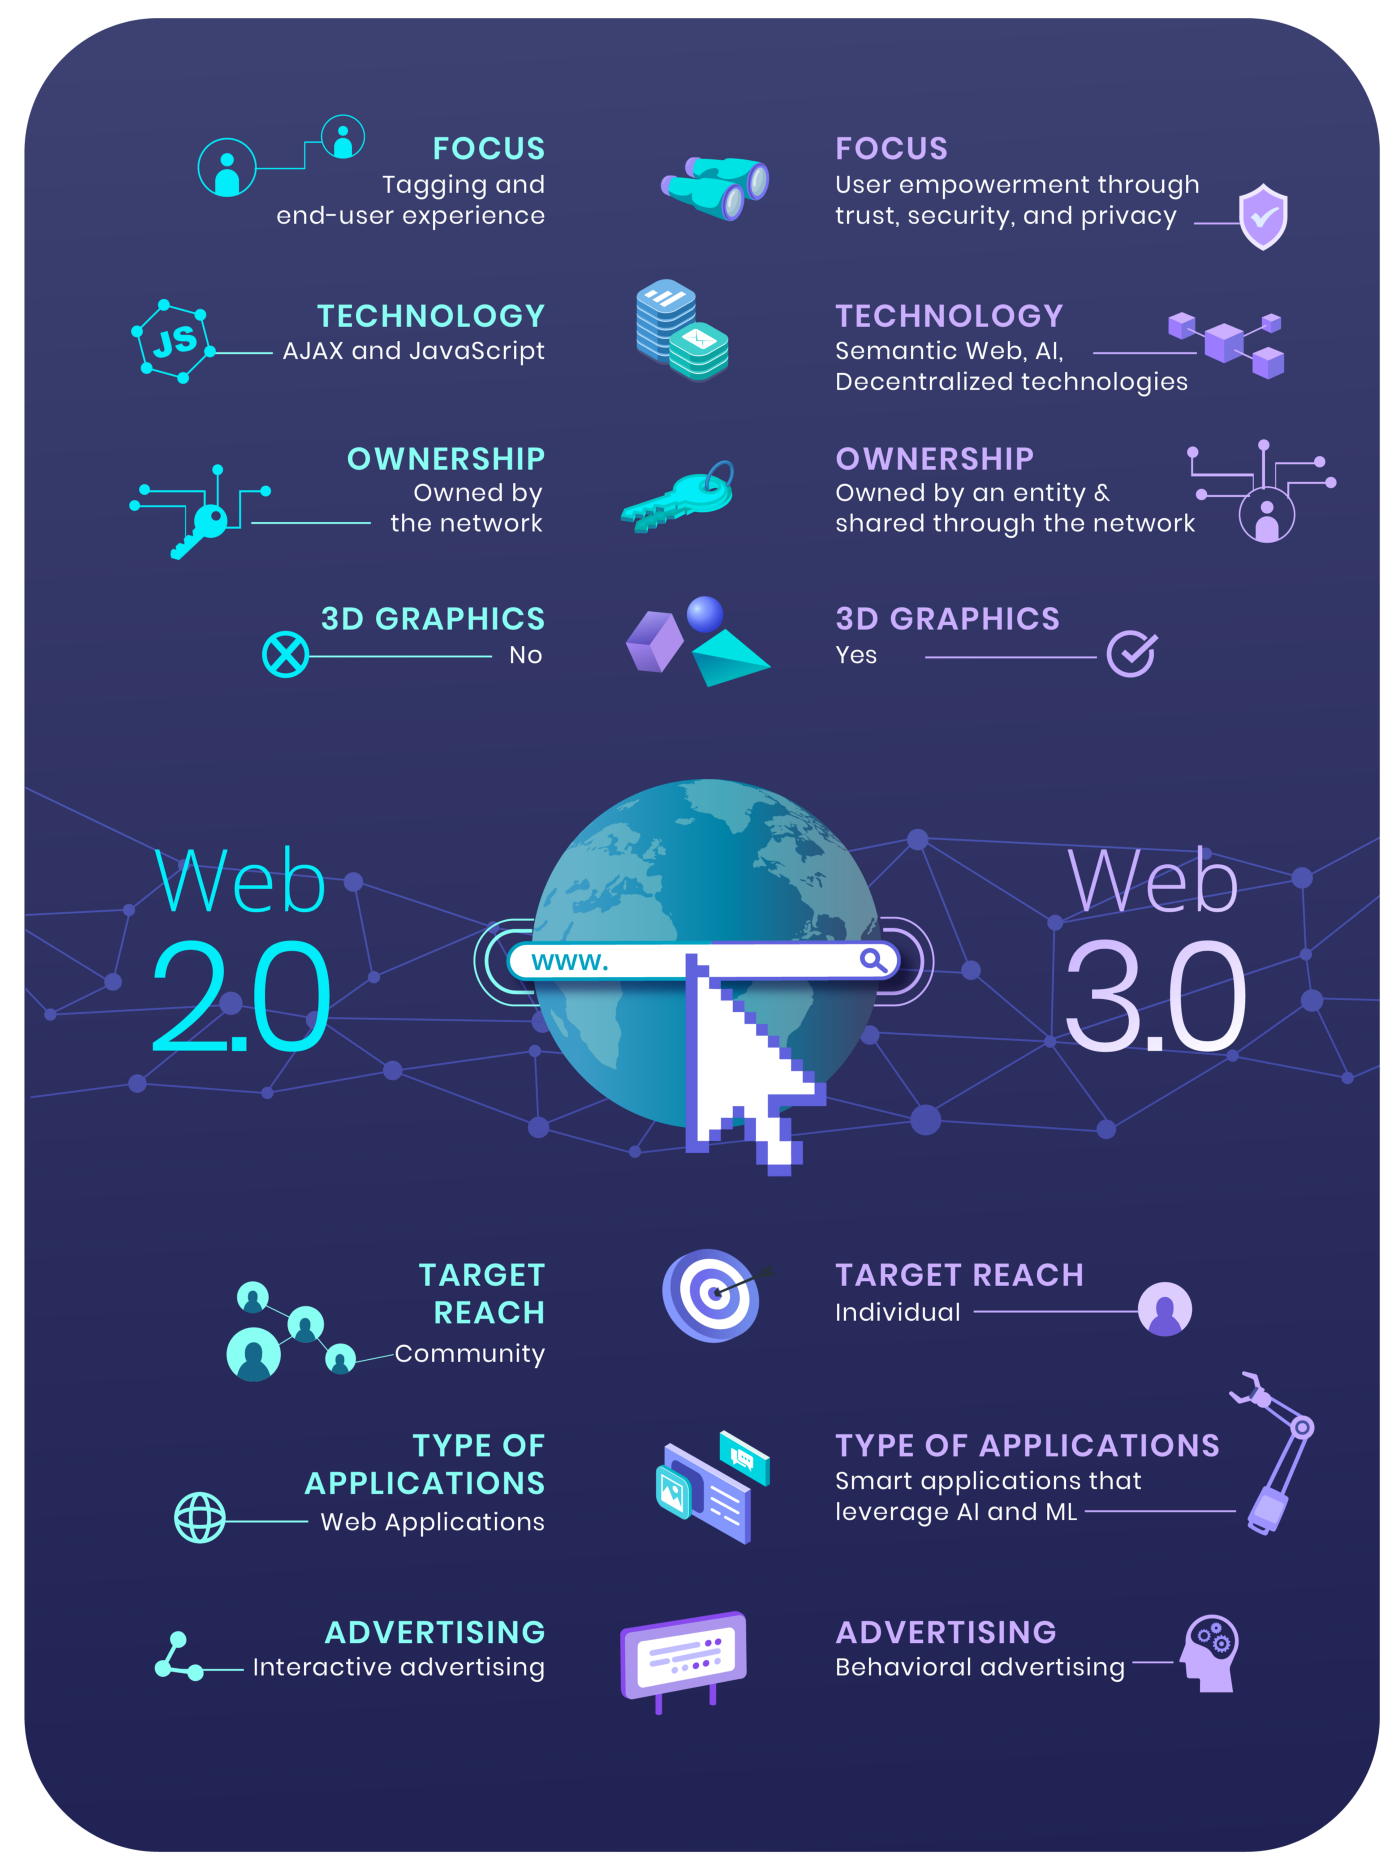 FOCUS
Tagging and
end-user experience
FOCUS
User empowerment through
trust, security, and privacy
JS
TECHNOLOGY
AJAX and JavaScript
TECHNOLOGY
Semantic Web, AI,
Decentralized technologies
OWNERSHIP
Owned by
the network
OWNERSHIP
Owned by an entity &
shared through the network
3D GRAPHICS
No
3D GRAPHICS
Yes
Web
2.0
www.
Web
3.0
TARGET
REACH
Community
TARGET REACH
Individual
TYPE OF
APPLICATIONS
Web Applications
TYPE OF APPLICATIONS
Smart applications that
leverage AI and ML
ADVERTISING
Interactive advertising
ADVERTISING
Behavioral advertising